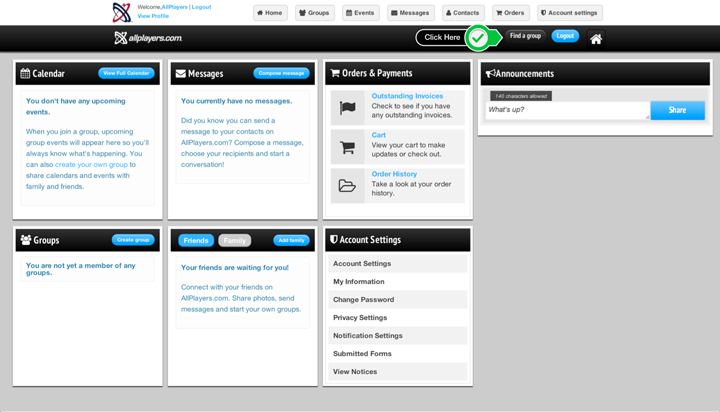 Welcome, AllPlayers | Logout
View Profile
Home
Groups
Events
Messages
Contacts
Orders
Account settings
allplayers.com
Click Here
Find a group
Logout
Calendar
View Full Calendar
You don't have any upcoming
events.
When you join a group, upcoming
group events will appear here so you'll
always know what's happening. You
can also create your own group to
share calendars and events with
family and friends.
Messages
Compose message
You currently have no messages.
Did you know you can send a
message to your contacts on
AllPlayers.com? Compose a message,
choose your recipients and start a
conversation!
Orders & Payments
Outstanding Invoices
Check to see if you have
any outstanding invoices.
Cart
View your cart to make
updates or check out.
Order History
Take a look at your order
history.
Announcements
140 characters allowed
What's up?
Share
Groups
Create group
You are not yet a member of any
groups.
Friends
Family
Add family
Your friends are waiting for you!
Connect with your friends on
AllPlayers.com. Share photos, send
messages and start your own groups.
Account Settings
Account Settings
My Information
Change Password
Privacy Settings
Notification Settings
Submitted Forms
View Notices